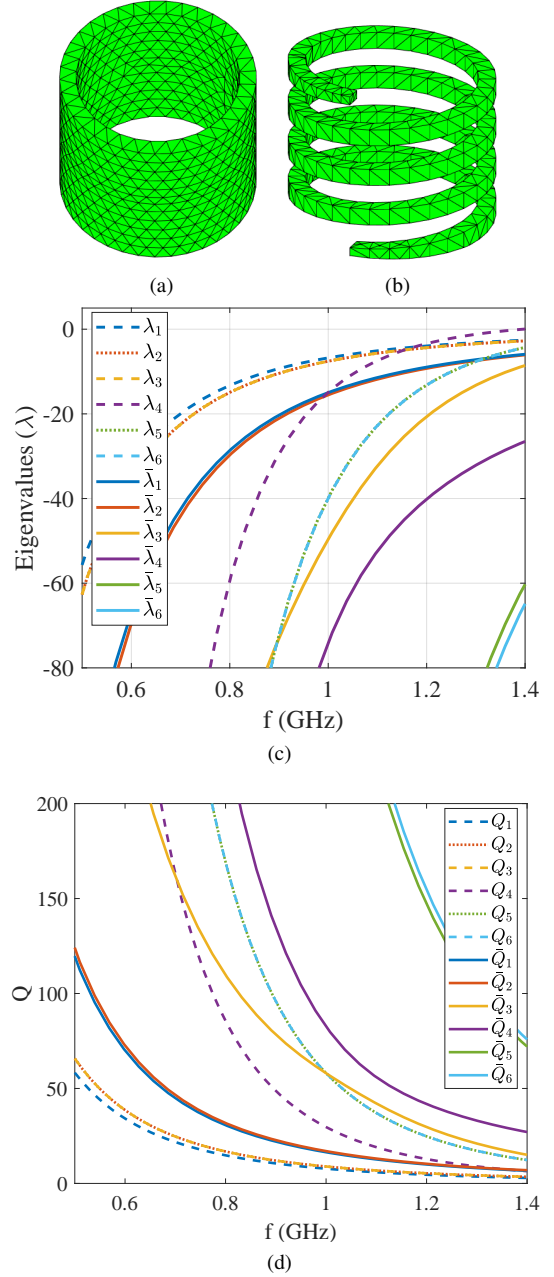 (a)
(b)
λ₁
λ₂
λ₃
λ₄
λ₅
λ₆
λ̄₁
λ̄₂
λ̄₃
λ̄₄
λ̄₅
λ̄₆
0
-20
-40
-60
-80
Eigenvalues (λ)
0.6
0.8
1
1.2
1.4
f (GHz)
(c)
200
150
100
50
0
Q
Q₁
Q₂
Q₃
Q₄
Q₅
Q₆
Q̄₁
Q̄₂
Q̄₃
Q̄₄
Q̄₅
Q̄₆
0.6
0.8
1
1.2
1.4
f (GHz)
(d)